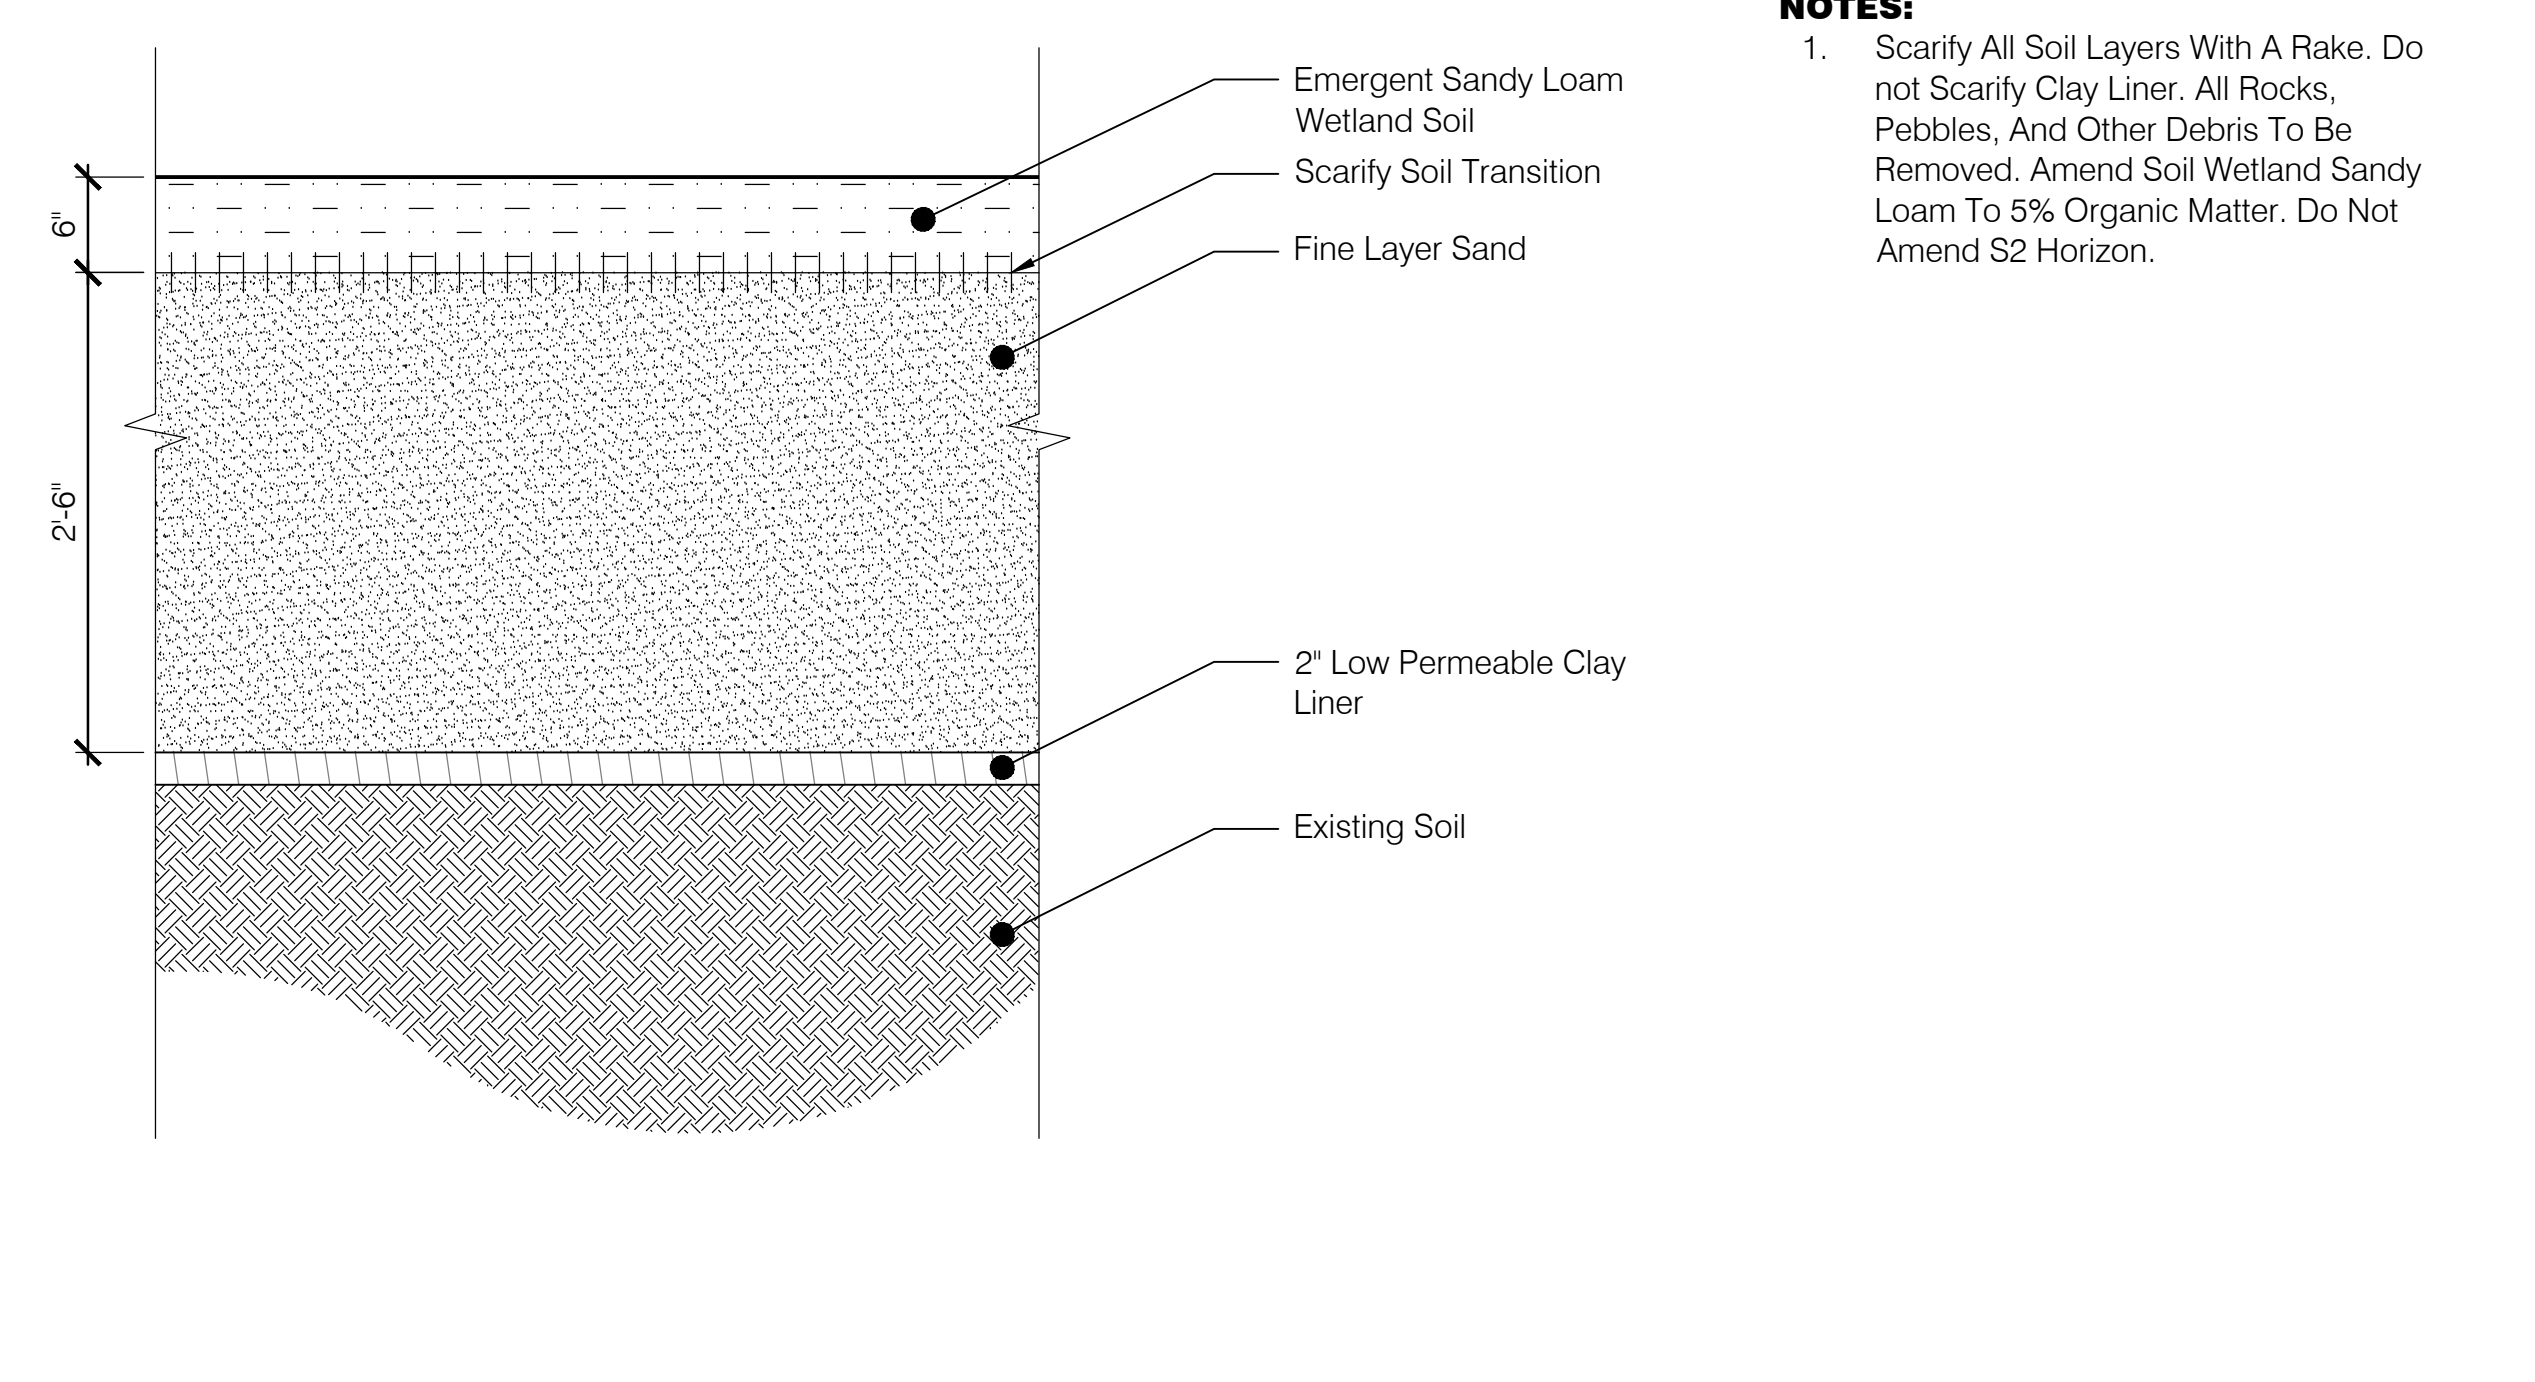 NOTES:
1. Scarify All Soil Layers With A Rake. Do
not Scarify Clay Liner. All Rocks,
Pebbles, And Other Debris To Be
Removed. Amend Soil Wetland Sandy
Loam To 5% Organic Matter. Do Not
Amend S2 Horizon.
Emergent Sandy Loam
Wetland Soil
Scarify Soil Transition
Fine Layer Sand
2" Low Permeable Clay
Liner
Existing Soil
6"
2'-6"